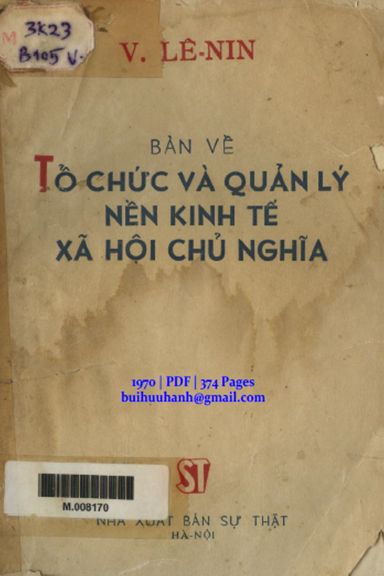 3K23
M
B105 V.
V. LÊ-NIN
BÀN VỀ
TỔ CHỨC VÀ QUẢN LÝ
NỀN KINH TẾ
XÃ HỘI CHỦ NGHĨA
1970 | PDF | 374 Pages
buihuuhanh@gmail.com
ST
M.008170
NHÀ XUẤT BẢN SỰ THẬT
HÀ-NỘI